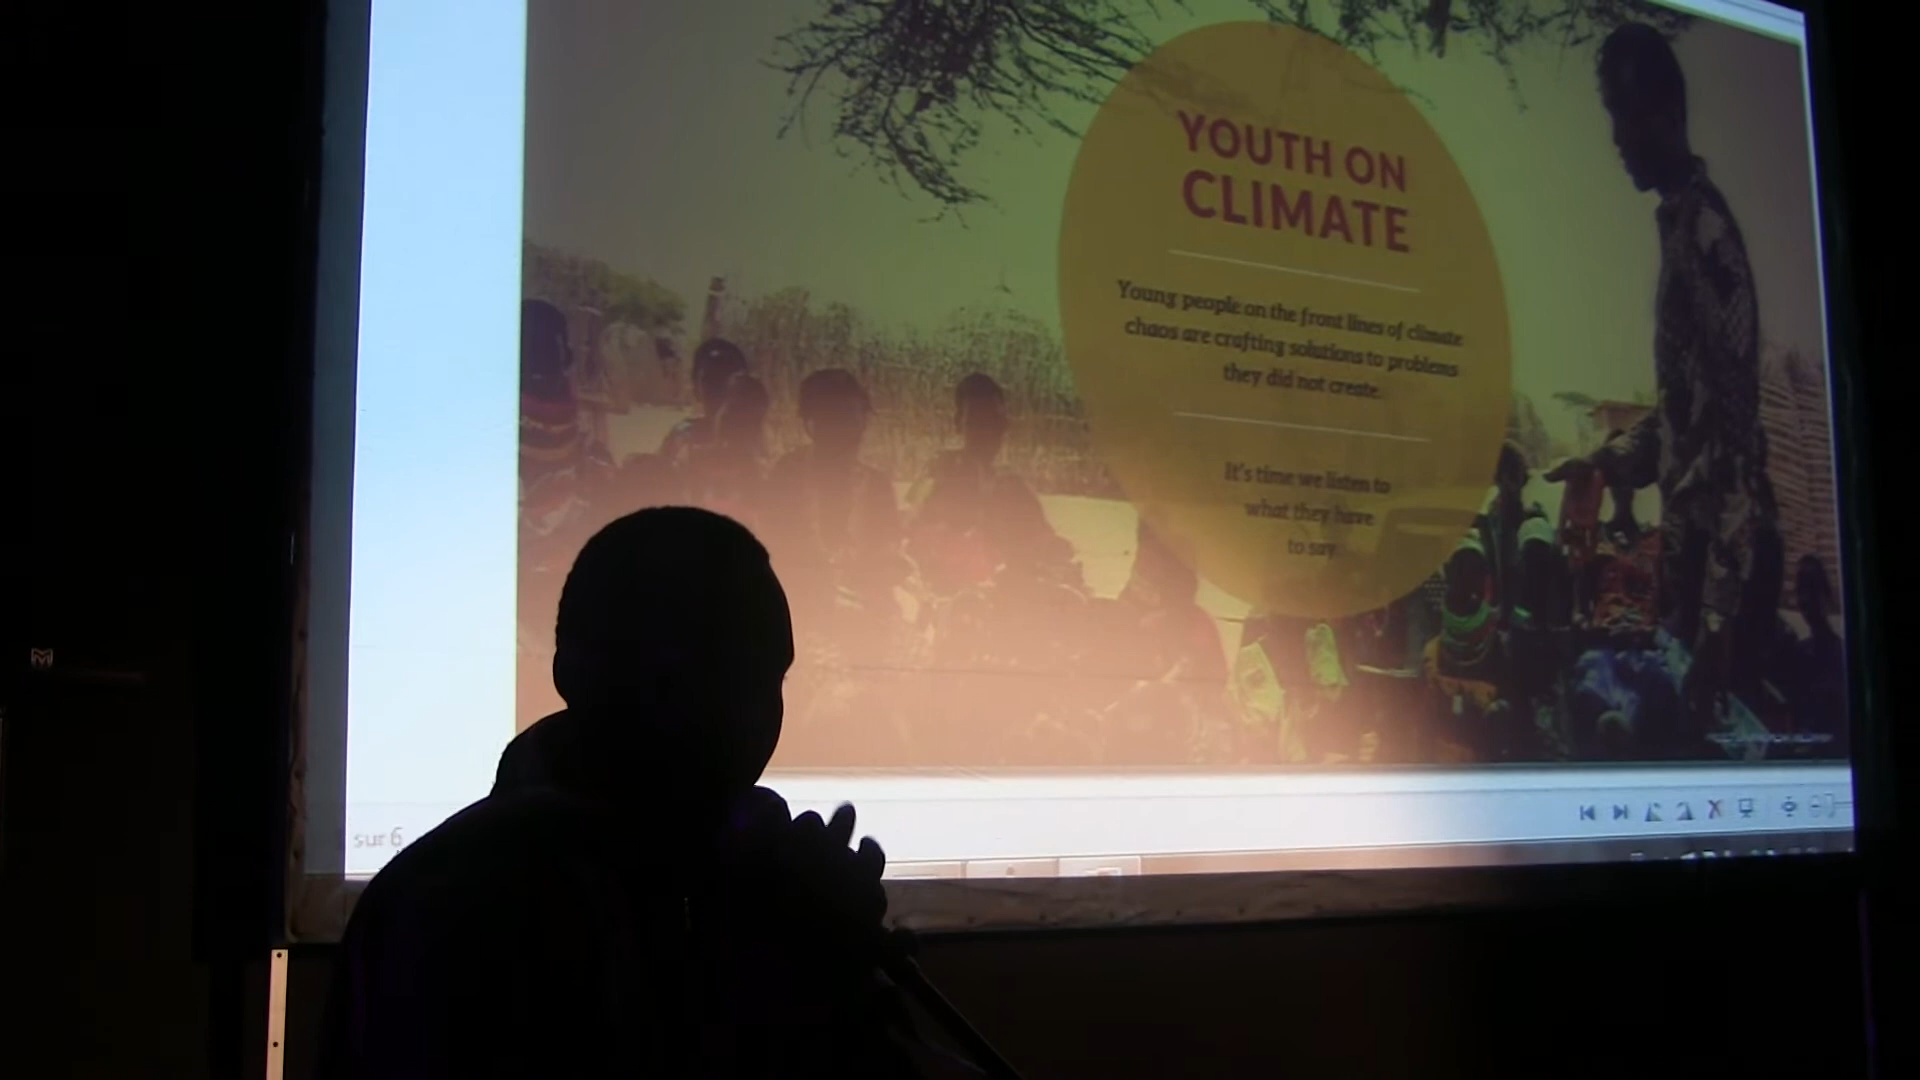 YOUTH ON
CLIMATE
Young people on the front lines of climate
chaos are crafting solutions to problems
they did not create.
It's time we listen to
what they have
to say.
sur 6